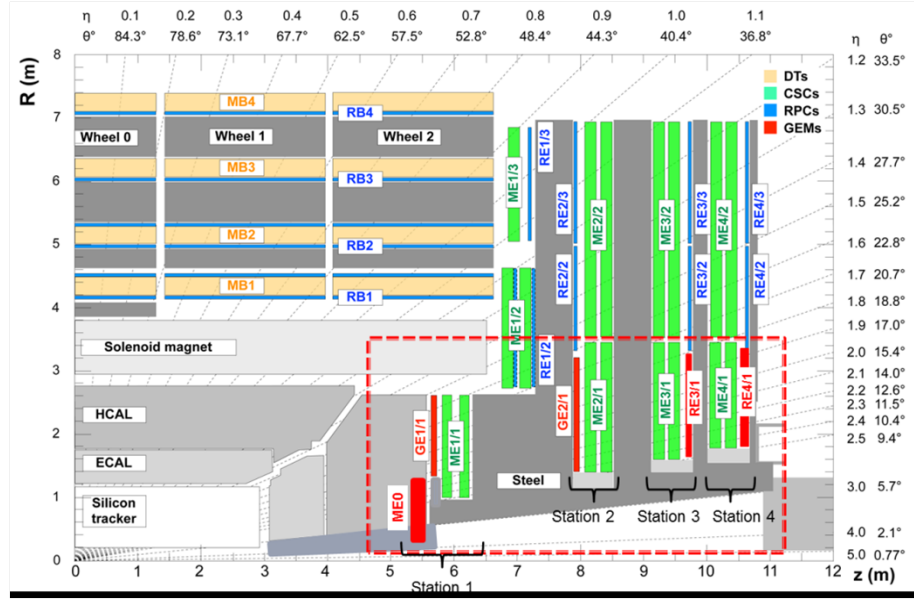 η 0.1 0.2 0.3 0.4 0.5 0.6 0.7 0.8 0.9 1.0 1.1
θ° 84.3° 78.6° 73.1° 67.7° 62.5° 57.5° 52.8° 48.4° 44.3° 40.4° 36.8° η θ°
R (m)
8
7
6
5
4
3
2
1
0
1.2 33.5°
1.3 30.5°
1.4 27.7°
1.5 25.2°
1.6 22.8°
1.7 20.7°
1.8 18.8°
1.9 17.0°
2.0 15.4°
2.1 14.0°
2.2 12.6°
2.3 11.5°
2.4 10.4°
2.5 9.4°
3.0 5.7°
4.0 2.1°
5.0 0.77°
DTs
CSCs
RPCs
GEMs
MB4
RB4
Wheel 0 Wheel 1 Wheel 2
MB3
RB3
MB2
RB2
MB1
RB1
ME1/3
RE1/3
RE2/3
ME2/2
ME3/2
RE3/3
ME4/2
RE4/3
RE2/2
RE3/2
RE4/2
ME1/2
RE1/2
Solenoid magnet
HCAL
ECAL
Silicon
tracker
GE1/1
ME1/1
GE2/1
ME2/1
ME3/1
RE3/1
ME4/1
RE4/1
ME0
Steel
Station 2 Station 3 Station 4
Station 1
0 1 2 3 4 5 6 7 8 9 10 11 12
z (m)